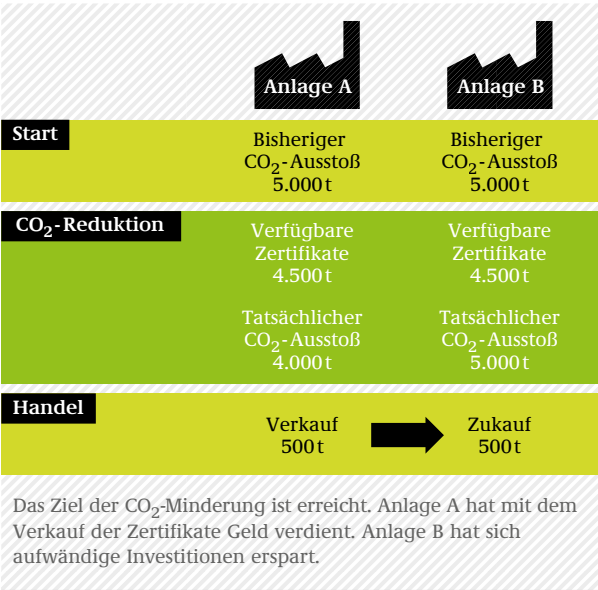 Anlage A Anlage B
Start
Bisheriger Bisheriger
CO₂-Ausstoß CO₂-Ausstoß
5.000 t 5.000 t
CO₂-Reduktion
Verfügbare Verfügbare
Zertifikate Zertifikate
4.500 t 4.500 t
Tatsächlicher Tatsächlicher
CO₂-Ausstoß CO₂-Ausstoß
4.000 t 5.000 t
Handel
Verkauf Zukauf
500 t 500 t
Das Ziel der CO₂-Minderung ist erreicht. Anlage A hat mit dem
Verkauf der Zertifikate Geld verdient. Anlage B hat sich
aufwändige Investitionen erspart.